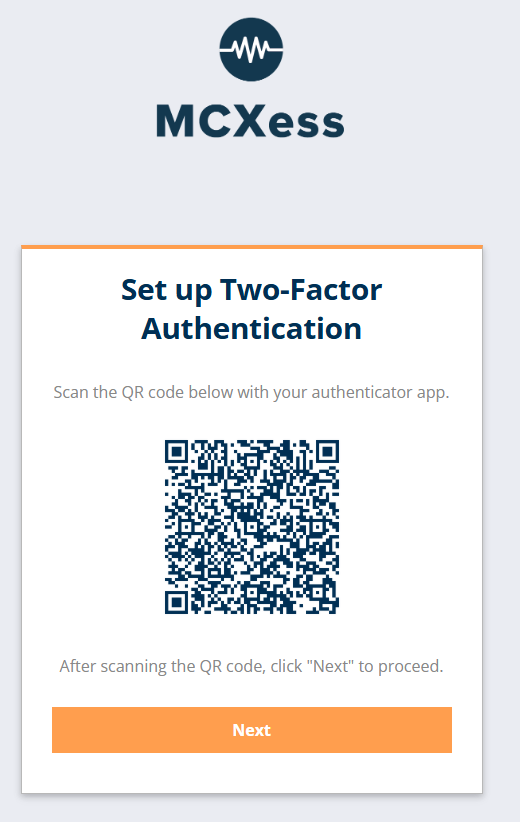 MCXess
Set up Two-Factor
Authentication
Scan the QR code below with your authenticator app.
After scanning the QR code, click "Next" to proceed.
Next